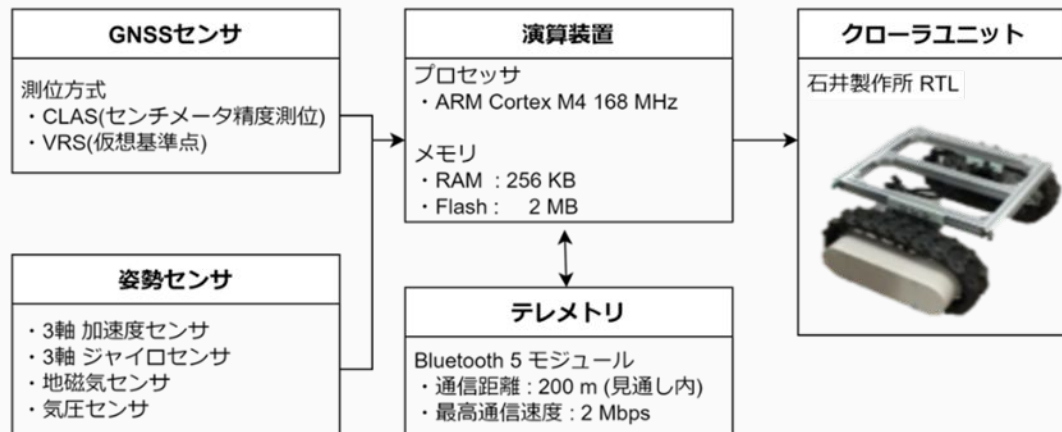 GNSSセンサ
測位方式
・CLAS(センチメータ精度測位)
・VRS(仮想基準点)
姿勢センサ
・3軸 加速度センサ
・3軸 ジャイロセンサ
・地磁気センサ
・気圧センサ
演算装置
プロセッサ
・ARM Cortex M4 168 MHz
メモリ
・RAM : 256 KB
・Flash : 2 MB
テレメトリ
Bluetooth 5 モジュール
・通信距離 : 200 m (見通し内)
・最高通信速度 : 2 Mbps
クローラユニット
石井製作所 RTL